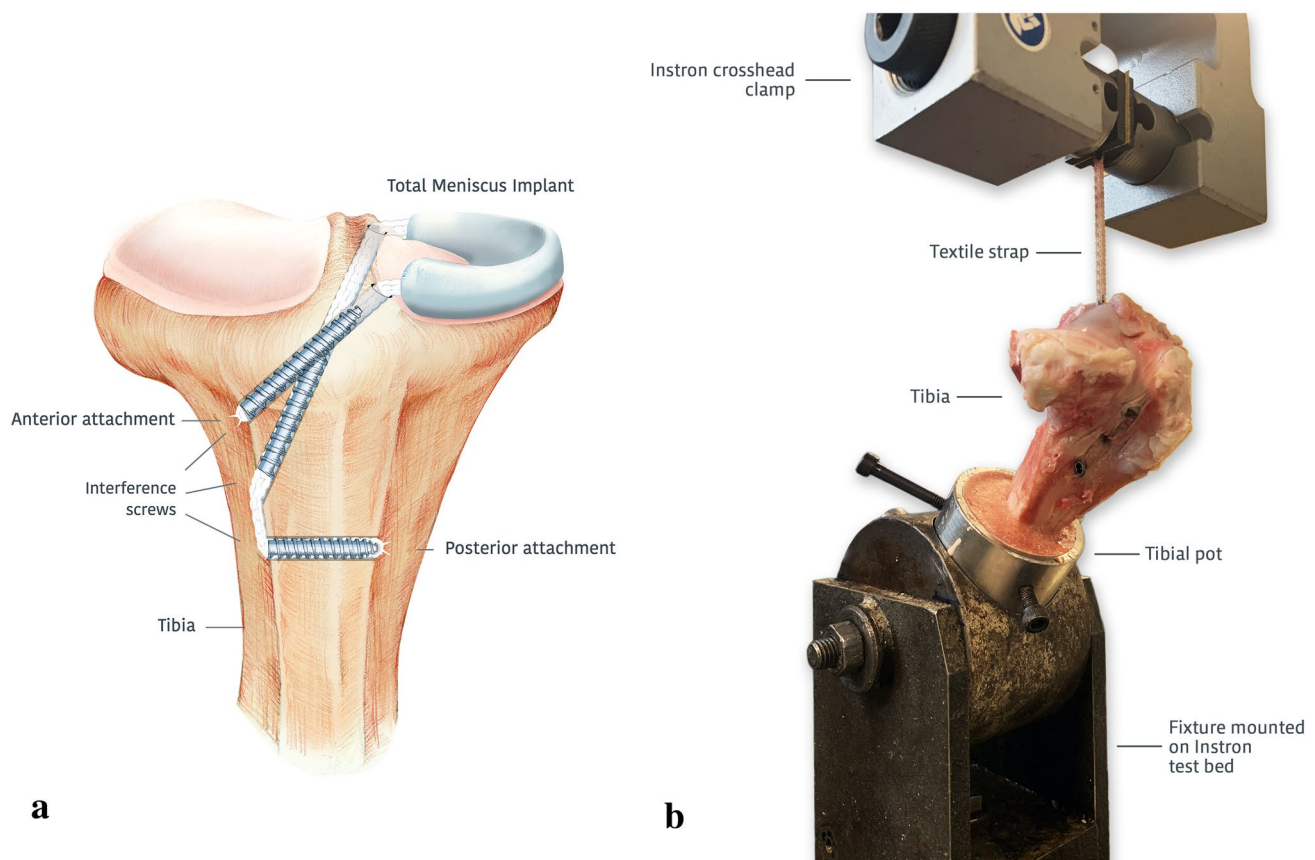 Total Meniscus Implant
Anterior attachment
Interference
screws
Posterior attachment
Tibia
a
Instron crosshead
clamp
Textile strap
Tibia
Tibial pot
Fixture mounted
on Instron
test bed
b